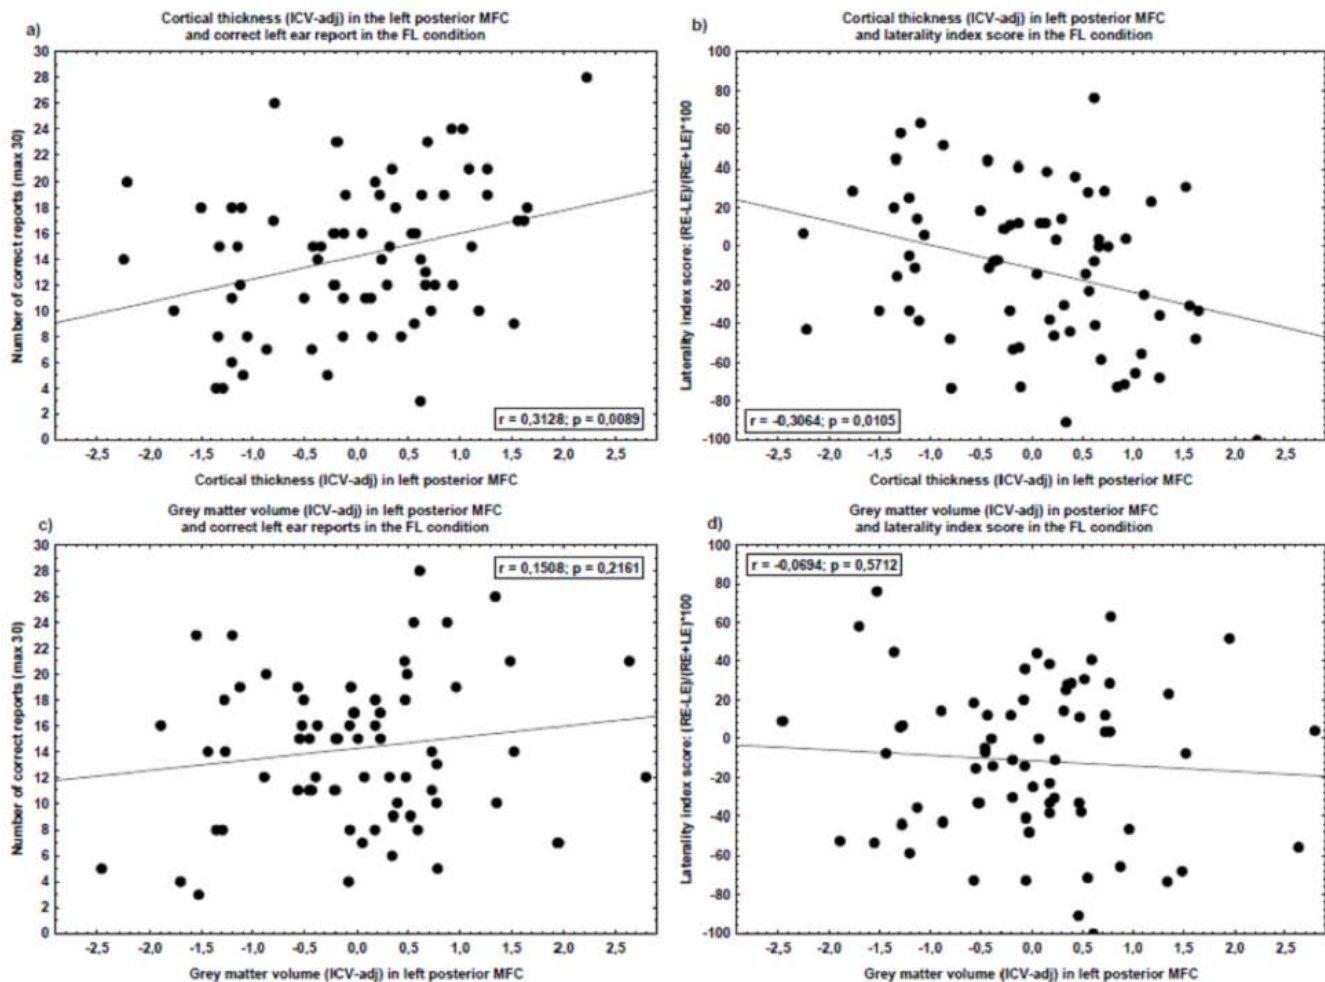 a)
Cortical thickness (ICV-adj) in the left posterior MFC
and correct left ear report in the FL condition
Number of correct reports (max 30)
30
28
26
24
22
20
18
16
14
12
10
8
6
4
2
0
r = 0,3128; p = 0,0089
-2,5 -2,0 -1,5 -1,0 -0,5 0,0 0,5 1,0 1,5 2,0 2,5
Cortical thickness (ICV-adj) in left posterior MFC
b)
Cortical thickness (ICV-adj) in left posterior MFC
and laterality index score in the FL condition
Laterality index score: (RE-LE)/(RE+LE)*100
100
80
60
40
20
0
-20
-40
-60
-80
-100
r = -0,3064; p = 0,0105
-2,5 -2,0 -1,5 -1,0 -0,5 0,0 0,5 1,0 1,5 2,0 2,5
Cortical thickness (ICV-adj) in left posterior MFC
c)
Grey matter volume (ICV-adj) in left posterior MFC
and correct left ear reports in the FL condition
Number of correct reports (max 30)
30
28
26
24
22
20
18
16
14
12
10
8
6
4
2
0
r = 0,1508; p = 0,2161
-2,5 -2,0 -1,5 -1,0 -0,5 0,0 0,5 1,0 1,5 2,0 2,5
Grey matter volume (ICV-adj) in left posterior MFC
d)
Grey matter volume (ICV-adj) in posterior MFC
and laterality index score in the FL condition
Laterality index score: (RE-LE)/(RE+LE)*100
100
80
60
40
20
0
-20
-40
-60
-80
-100
r = -0,0694; p = 0,5712
-2,5 -2,0 -1,5 -1,0 -0,5 0,0 0,5 1,0 1,5 2,0 2,5
Grey matter volume (ICV-adj) in left posterior MFC